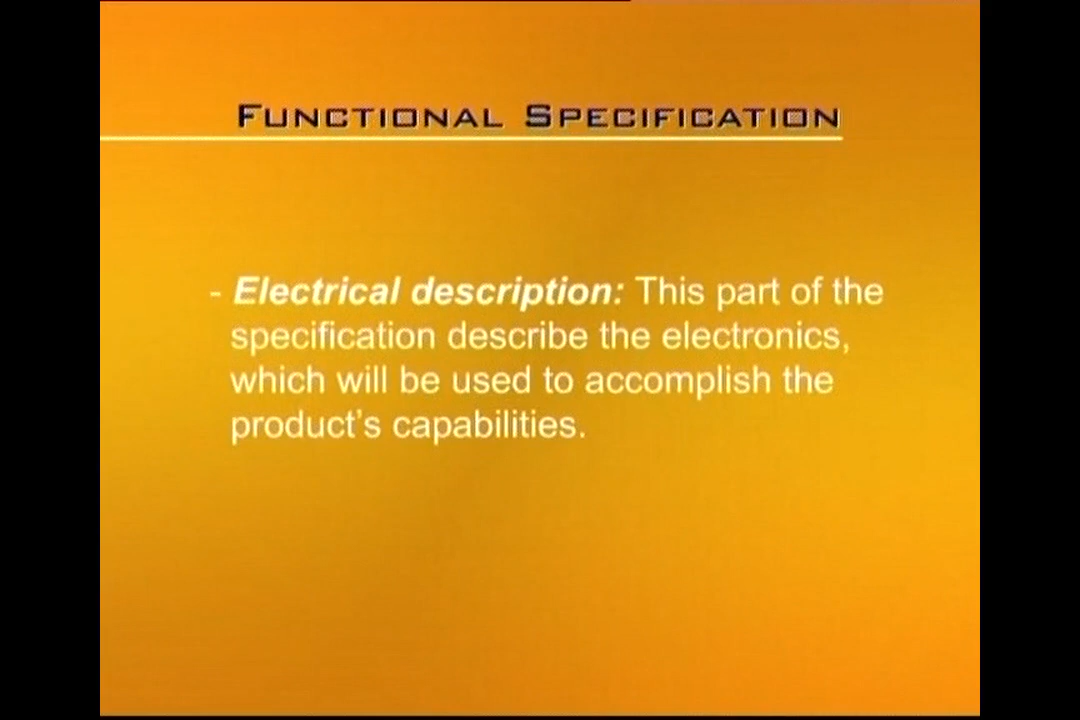 Functional Specification
- Electrical description: This part of the
specification describe the electronics,
which will be used to accomplish the
product's capabilities.